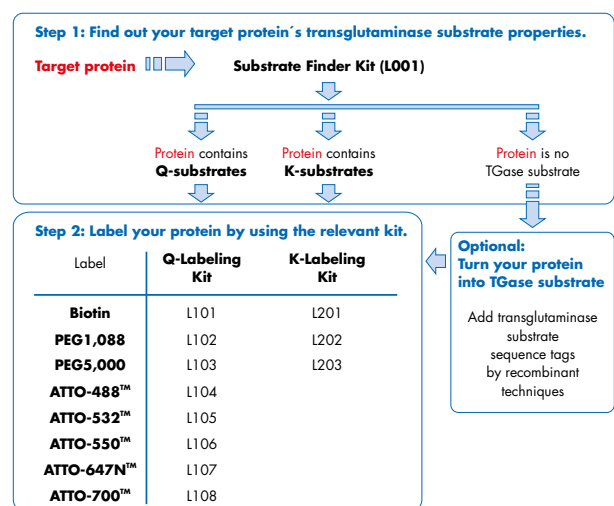 Step 1: Find out your target protein´s transglutaminase substrate properties.
Target protein
Substrate Finder Kit (L001)
Protein contains
Q-substrates
Protein contains
K-substrates
Protein is no
TGase substrate
Step 2: Label your protein by using the relevant kit.
Label
Q-Labeling
Kit
K-Labeling
Kit
Biotin L101 L201
PEG1,088 L102 L202
PEG5,000 L103 L203
ATTO-488™ L104
ATTO-532™ L105
ATTO-550™ L106
ATTO-647N™ L107
ATTO-700™ L108
Optional:
Turn your protein
into TGase substrate
Add transglutaminase
substrate
sequence tags
by recombinant
techniques